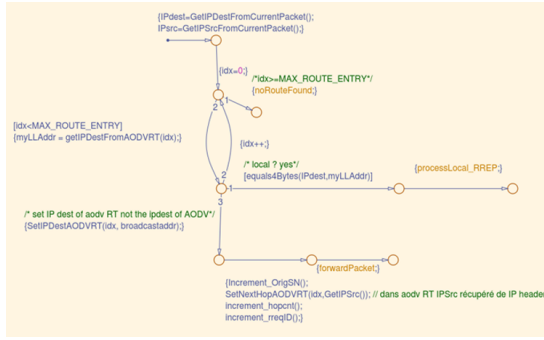 {IPdest=GetIPDestFromCurrentPacket();
IPsrc=GetIPSrcFromCurrentPacket();}
{idx=0;}
/*idx>=MAX_ROUTE_ENTRY*/
{noRouteFound;}
2
1
[idx<MAX_ROUTE_ENTRY]
{myLLAddr = getIPDestFromAODVRT(idx);}
{idx++;}
/* local ? yes*/
[equals4Bytes(IPdest,myLLAddr)]
{processLocal_RREP;}
2
1
3
/* set IP dest of aodv RT not the ipdest of AODV*/
{SetIPDestAODVRT(idx, broadcastaddr);}
{forwardPacket;}
{Increment_OrigSN();
SetNextHopAODVRT(idx,GetIPSrc()); // dans aodv RT IPSrc récupéré de IP header
increment_hopcnt();
increment_rreqID();}